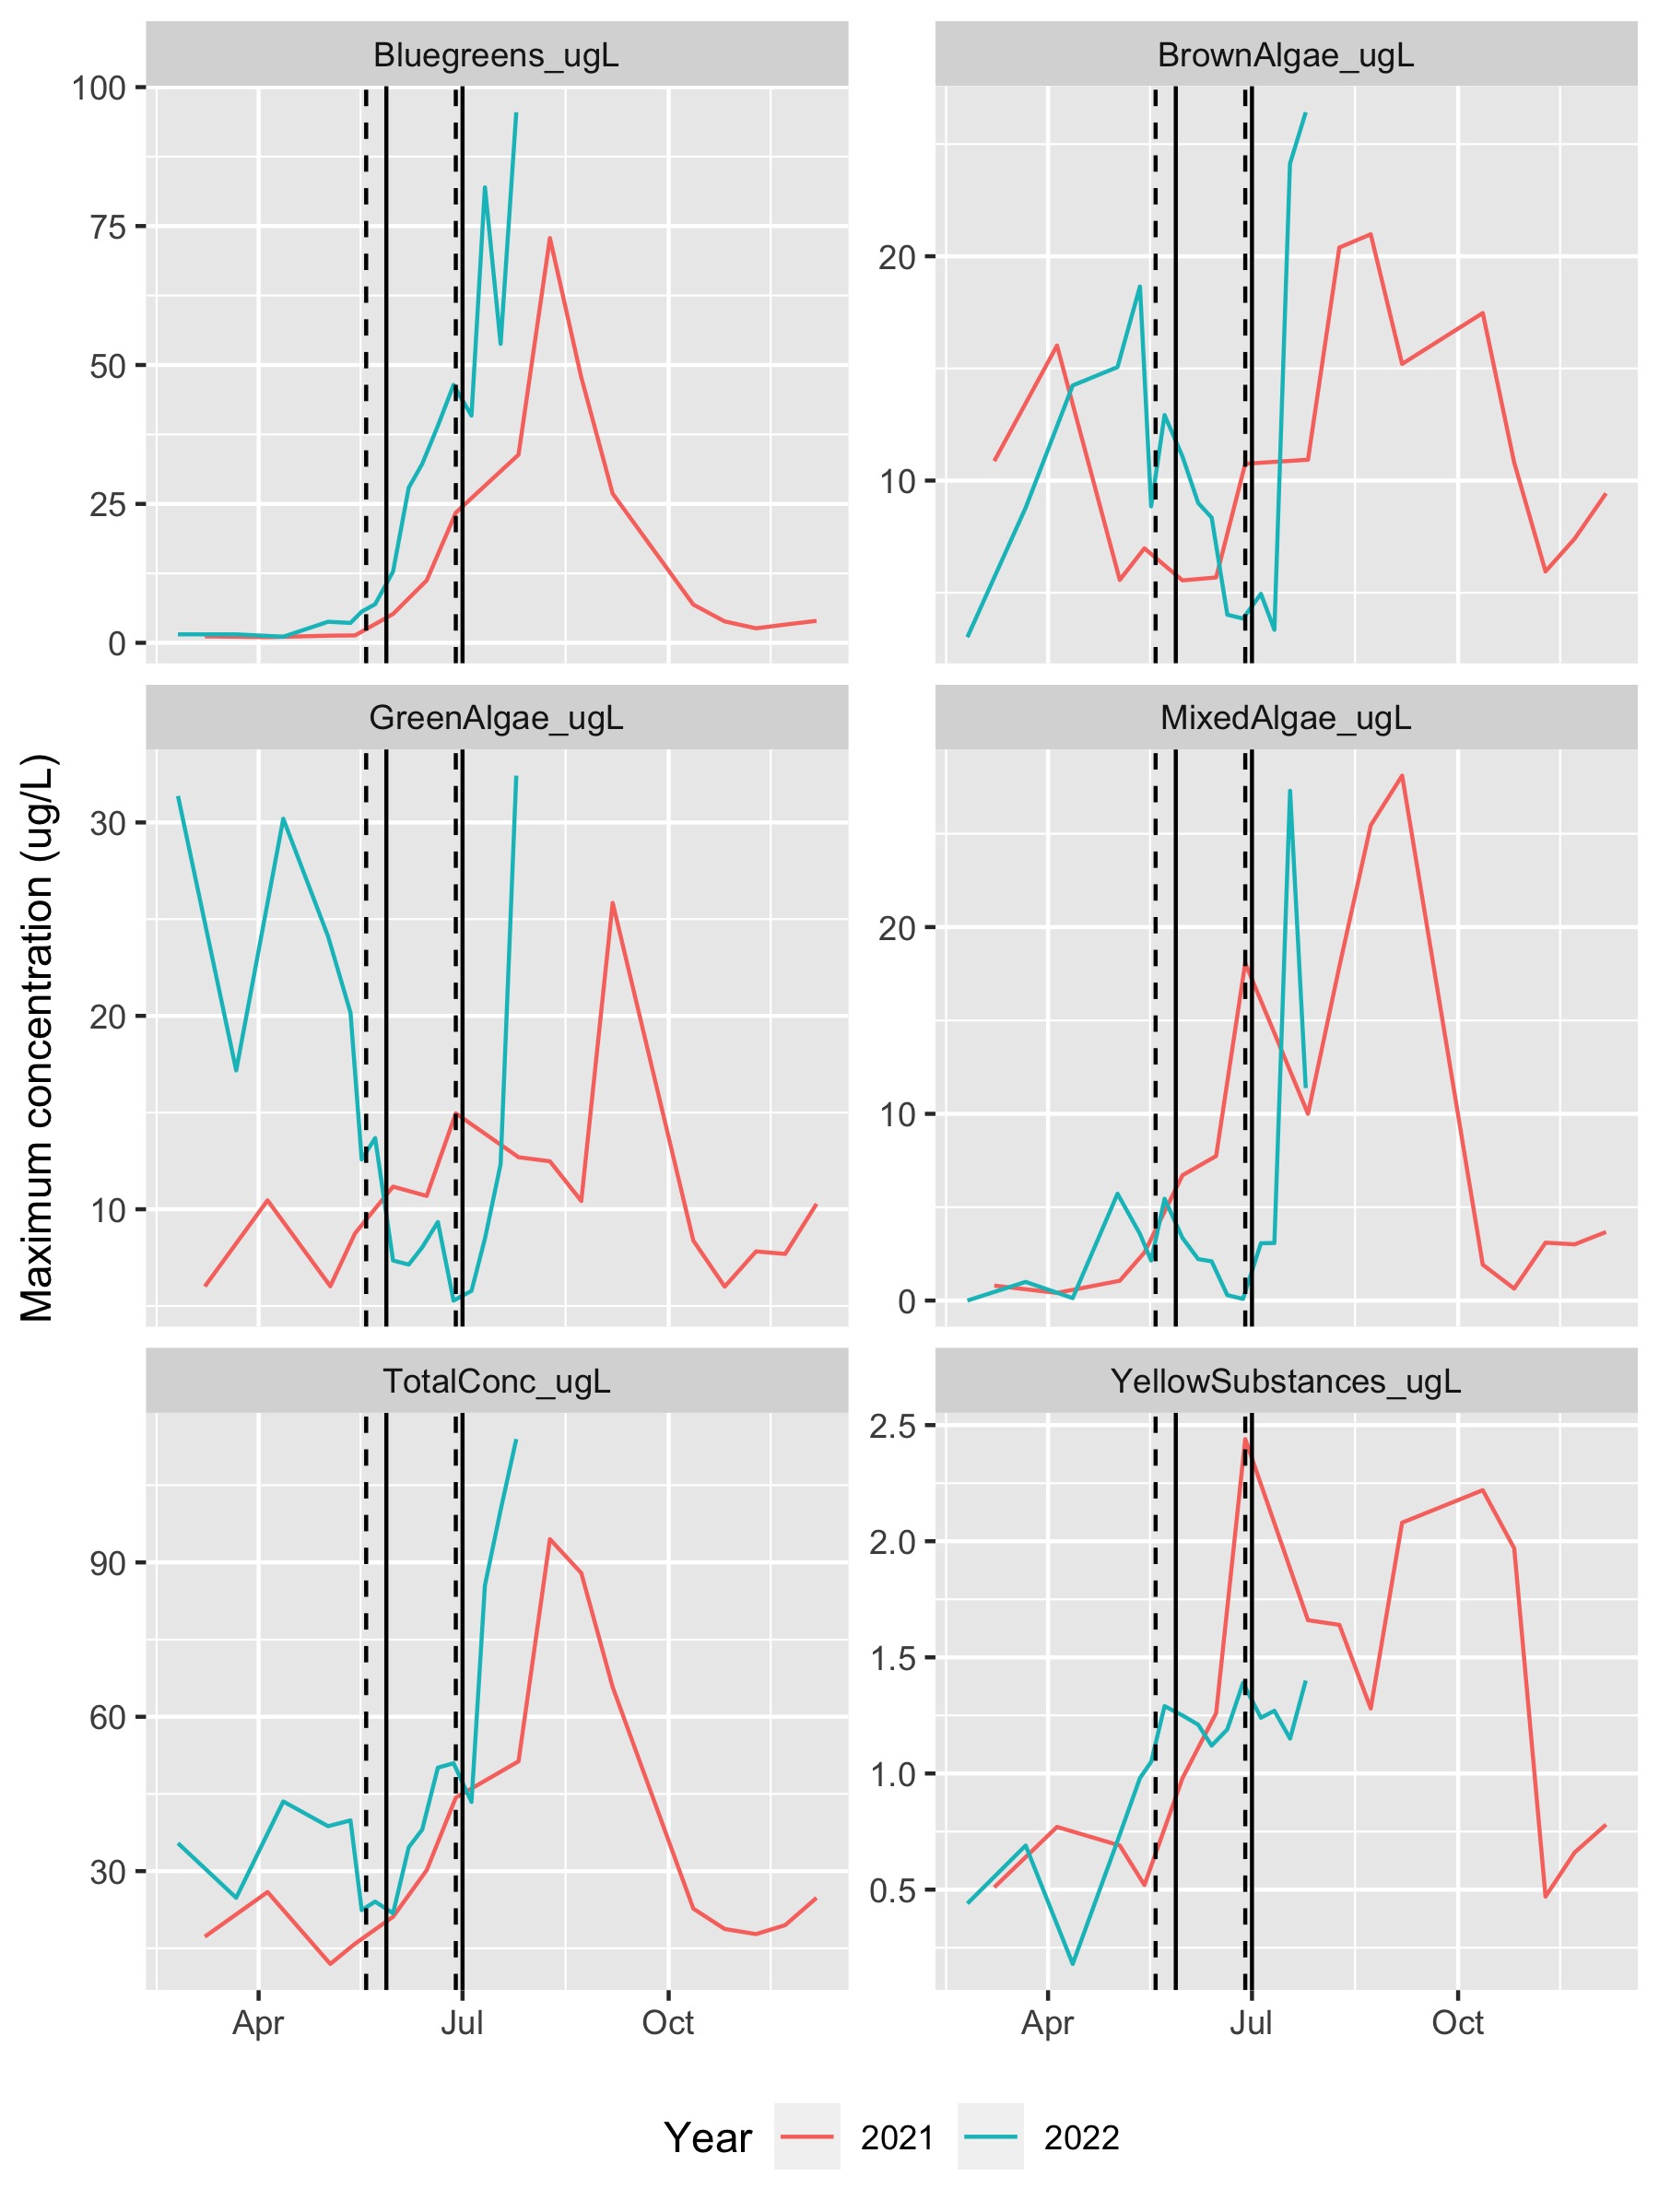 Bluegreens_ugL
BrownAlgae_ugL
100
75
50
25
0
20
10
GreenAlgae_ugL
MixedAlgae_ugL
30
20
10
20
10
0
TotalConc_ugL
YellowSubstances_ugL
90
60
30
2.5
2.0
1.5
1.0
0.5
Apr Jul Oct
Apr Jul Oct
Maximum concentration (ug/L)
Year 2021 2022